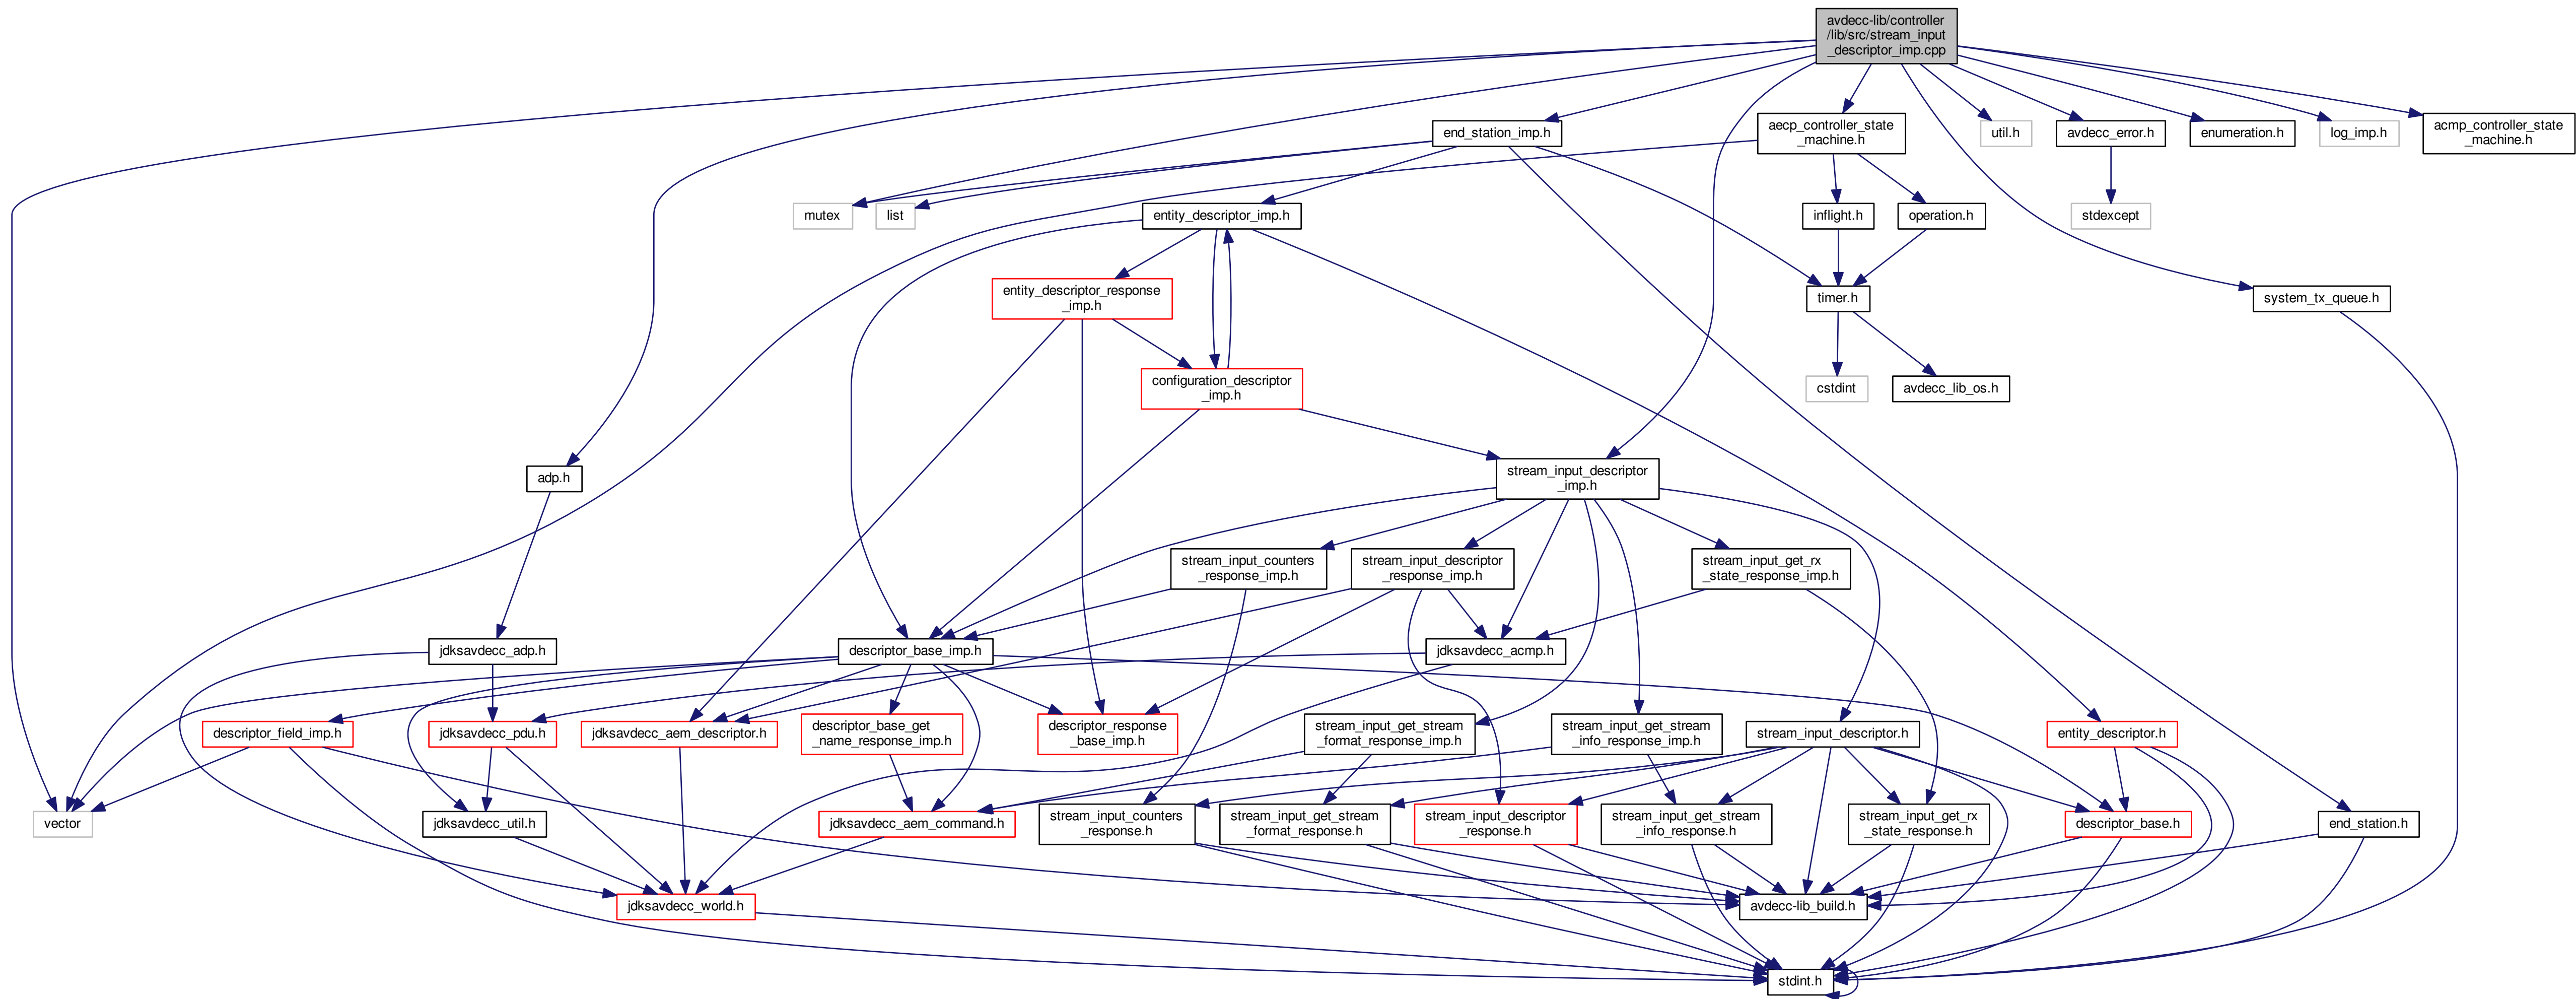 avdecc-lib/controller
/lib/src/stream_input
_descriptor_imp.cpp
end_station_imp.h
aecp_controller_state
_machine.h
util.h
avdecc_error.h
enumeration.h
log_imp.h
acmp_controller_state
_machine.h
mutex
list
entity_descriptor_imp.h
inflight.h
operation.h
stdexcept
entity_descriptor_response
_imp.h
timer.h
system_tx_queue.h
configuration_descriptor
_imp.h
cstdint
avdecc_lib_os.h
adp.h
stream_input_descriptor
_imp.h
stream_input_counters
_response_imp.h
stream_input_descriptor
_response_imp.h
stream_input_get_rx
_state_response_imp.h
jdksavdecc_adp.h
descriptor_base_imp.h
jdksavdecc_acmp.h
descriptor_field_imp.h
jdksavdecc_pdu.h
jdksavdecc_aem_descriptor.h
descriptor_base_get
_name_response_imp.h
descriptor_response
_base_imp.h
stream_input_get_stream
_format_response_imp.h
stream_input_get_stream
_info_response_imp.h
stream_input_descriptor.h
entity_descriptor.h
vector
jdksavdecc_util.h
jdksavdecc_aem_command.h
stream_input_counters
_response.h
stream_input_get_stream
_format_response.h
stream_input_descriptor
_response.h
stream_input_get_stream
_info_response.h
stream_input_get_rx
_state_response.h
descriptor_base.h
end_station.h
jdksavdecc_world.h
avdecc-lib_build.h
stdint.h